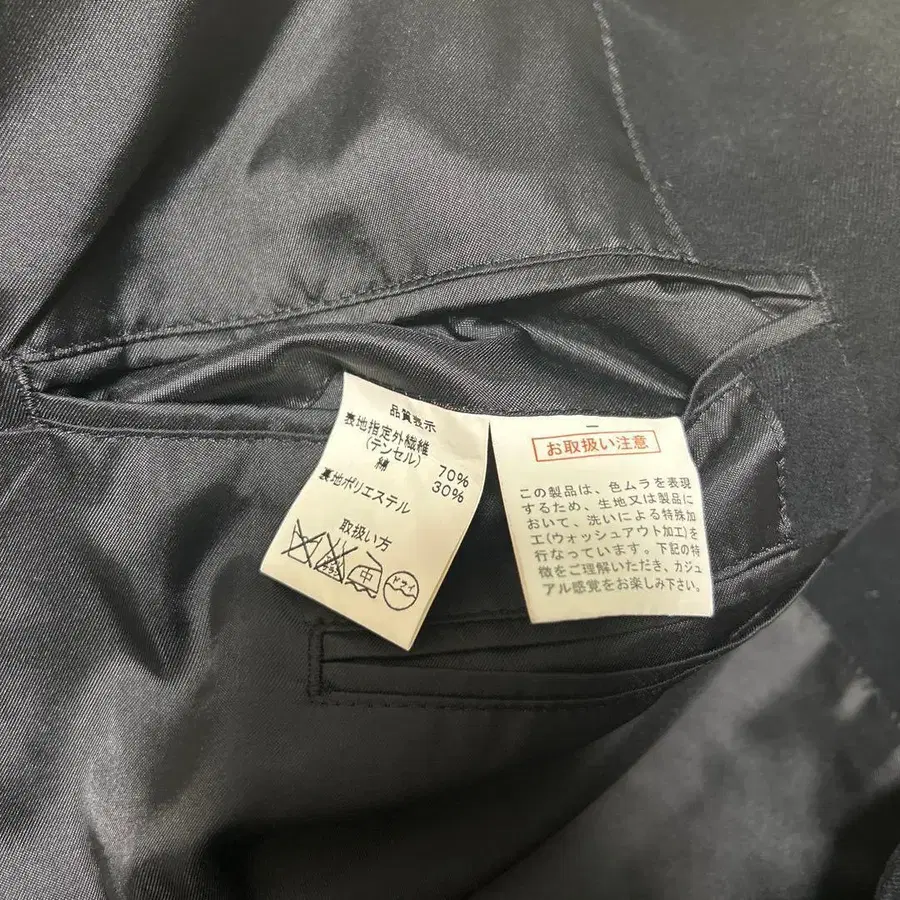 品質表示
表地指定外繊維
(テンセル) 70%
綿 30%
裏地ポリエステル
取扱い方
エンソサラシ
中
ドライ
お取扱い注意
この製品は、色ムラを表現
するため、生地又は製品に
おいて、洗いによる特殊加
工(ウォッシュアウト加工)を
行なっています。下記の特
徴をご理解いただき、カジュ
アル感覚をお楽しみ下さい。